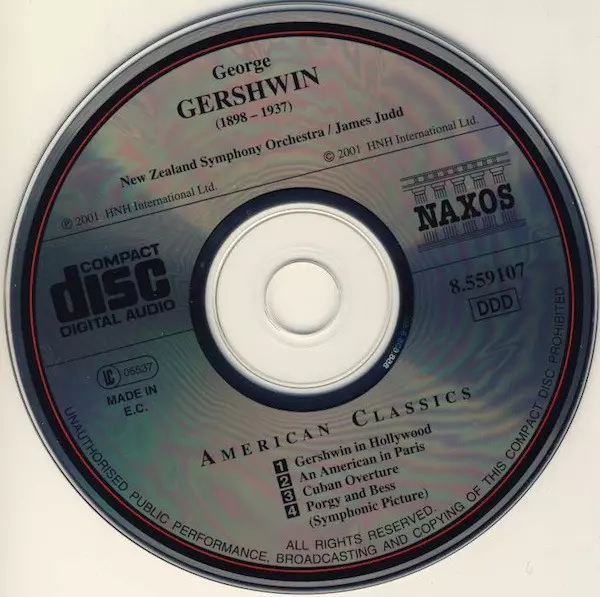 George
GERSHWIN
(1898 – 1937)
New Zealand Symphony Orchestra / James Judd
℗ 2001 HNH International Ltd.
© 2001 HNH International Ltd.
NAXOS
COMPACT
disc
DIGITAL AUDIO
8.559107
DDD
LC 05537
MADE IN
E.C.
AMERICAN CLASSICS
1 Gershwin in Hollywood
2 An American in Paris
3 Cuban Overture
4 Porgy and Bess
(Symphonic Picture)
ALL RIGHTS RESERVED.
UNAUTHORISED PUBLIC PERFORMANCE, BROADCASTING AND COPYING OF THIS COMPACT DISC PROHIBITED